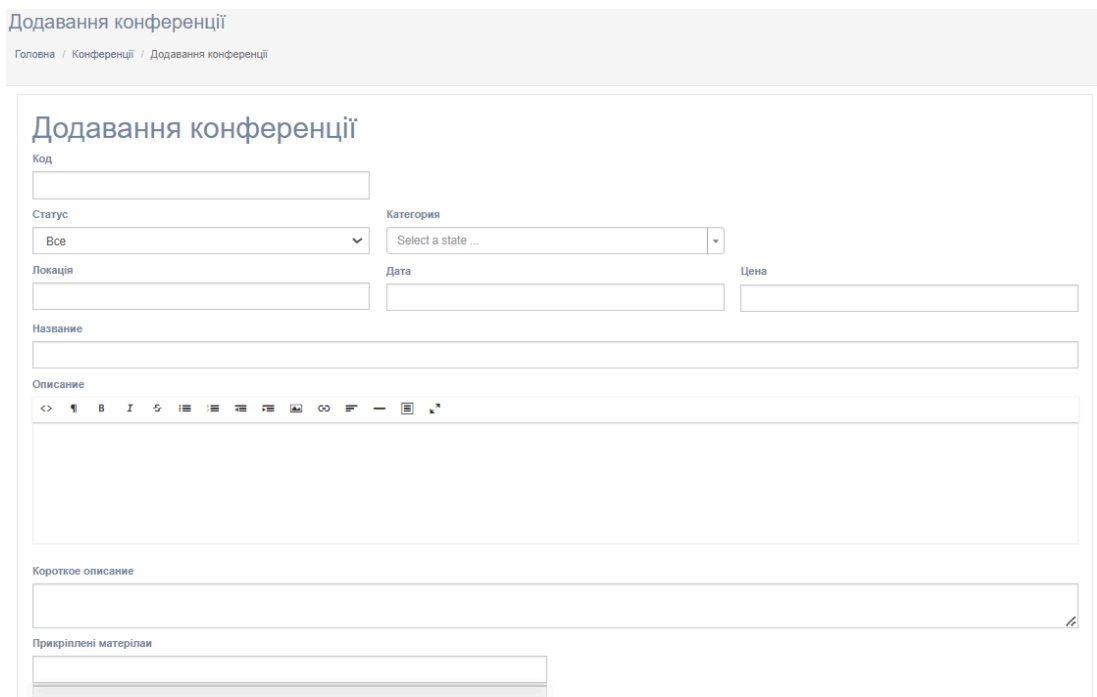 Додавання конференції
Головна / Конференції / Додавання конференції
Додавання конференції
Код
Статус Категория
Все Select a state ...
Локація Дата Цена
Название
Описание
Короткое описание
Прикріплені матерілаи